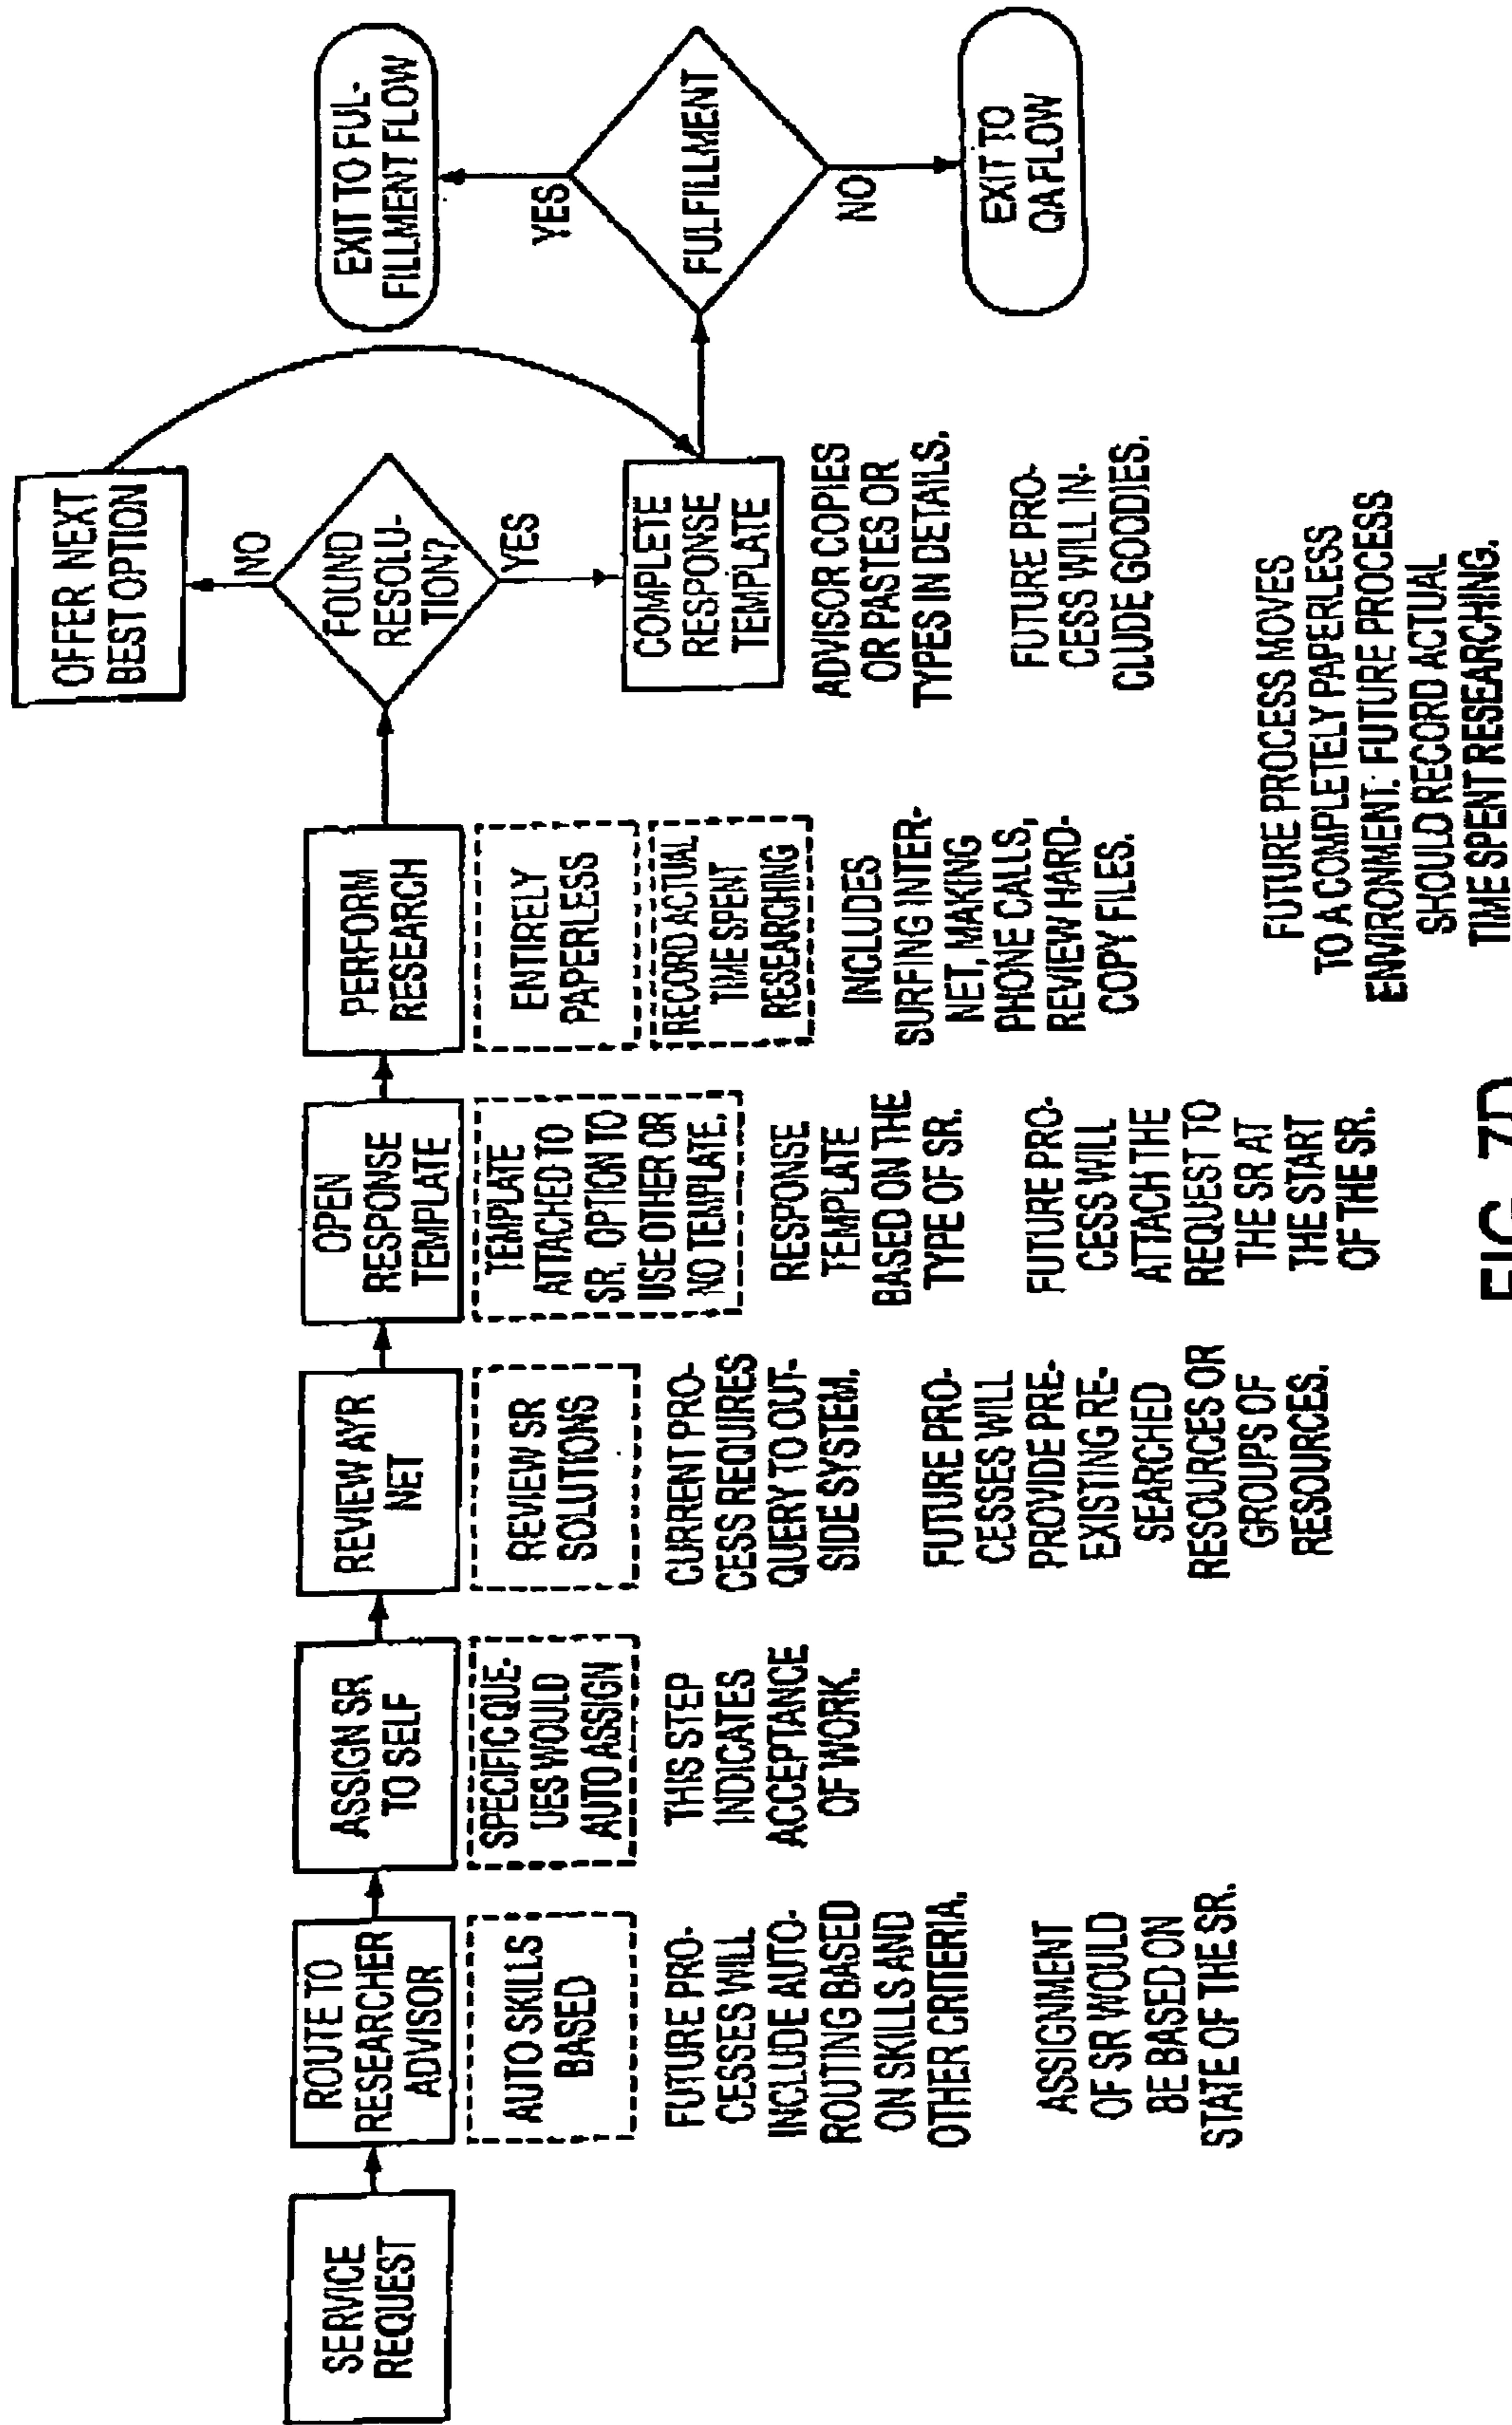 SERVICE
REQUEST
ROUTE TO
RESEARCHER
ADVISOR
AUTO SKILLS
BASED
FUTURE PRO-
CESSES WILL
INCLUDE AUTO-
ROUTING BASED
ON SKILLS AND
OTHER CRITERIA.
ASSIGNMENT
OF SR WOULD
BE BASED ON
STATE OF THE SR.
ASSIGN SR
TO SELF
SPECIFIC QUE-
UES WOULD
AUTO ASSIGN
THIS STEP
INDICATES
ACCEPTANCE
OF WORK.
REVIEW AYR
NET
REVIEW SR
SOLUTIONS
CURRENT PRO-
CESS REQUIRES
QUERY TO OUT-
SIDE SYSTEM.
FUTURE PRO-
CESSES WILL
PROVIDE PRE-
EXISTING RE-
SEARCHED
RESOURCES OR
GROUPS OF
RESOURCES.
OPEN
RESPONSE
TEMPLATE
TEMPLATE
ATTACHED TO
SR, OPTION TO
USE OTHER OR
NO TEMPLATE.
RESPONSE
TEMPLATE
BASED ON THE
TYPE OF SR.
FUTURE PRO-
CESS WILL
ATTACH THE
REQUEST TO
THE SR AT
THE START
OF THE SR.
PERFORM
RESEARCH
ENTIRELY
PAPERLESS
RECORD ACTUAL
TIME SPENT
RESEARCHING
INCLUDES
SURFING INTER-
NET, MAKING
PHONE CALLS,
REVIEW HARD-
COPY FILES.
FUTURE PROCESS MOVES
TO A COMPLETELY PAPERLESS
ENVIRONMENT. FUTURE PROCESS
SHOULD RECORD ACTUAL
TIME SPENT RESEARCHING.
OFFER NEXT
BEST OPTION
NO
FOUND
RESOLU-
TION?
YES
COMPLETE
RESPONSE
TEMPLATE
ADVISOR COPIES
OR PASTES OR
TYPES IN DETAILS.
FUTURE PRO-
CESS WILL IN-
CLUDE GOODIES.
EXIT TO FUL-
FILLMENT FLOW
YES
FULFILLMENT
NO
EXIT TO
QA FLOW
FIG. 7D